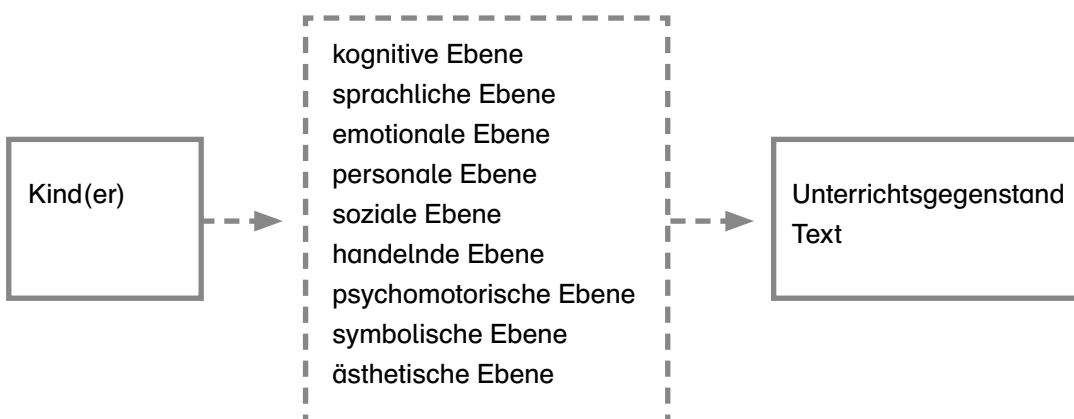 Kind(er)
kognitive Ebene
sprachliche Ebene
emotionale Ebene
personale Ebene
soziale Ebene
handelnde Ebene
psychomotorische Ebene
symbolische Ebene
ästhetische Ebene
Unterrichtsgegenstand
Text